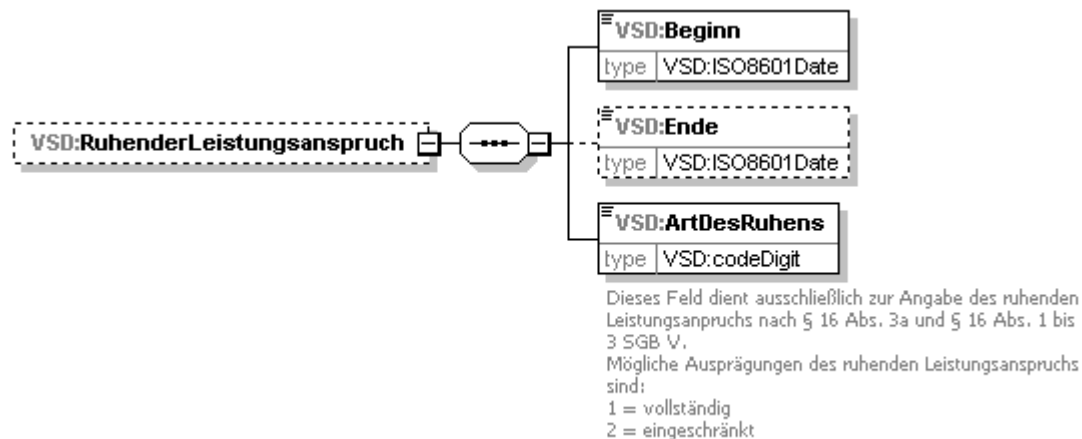 VSD:Beginn
type VSD:ISO8601Date
VSD:RuhenderLeistungsanspruch
VSD:Ende
type VSD:ISO8601Date
VSD:ArtDesRuhens
type VSD:codeDigit
Dieses Feld dient ausschließlich zur Angabe des ruhenden
Leistungsanpruchs nach § 16 Abs. 3a und § 16 Abs. 1 bis
3 SGB V.
Mögliche Ausprägungen des ruhenden Leistungsanspruchs
sind:
1 = vollständig
2 = eingeschränkt